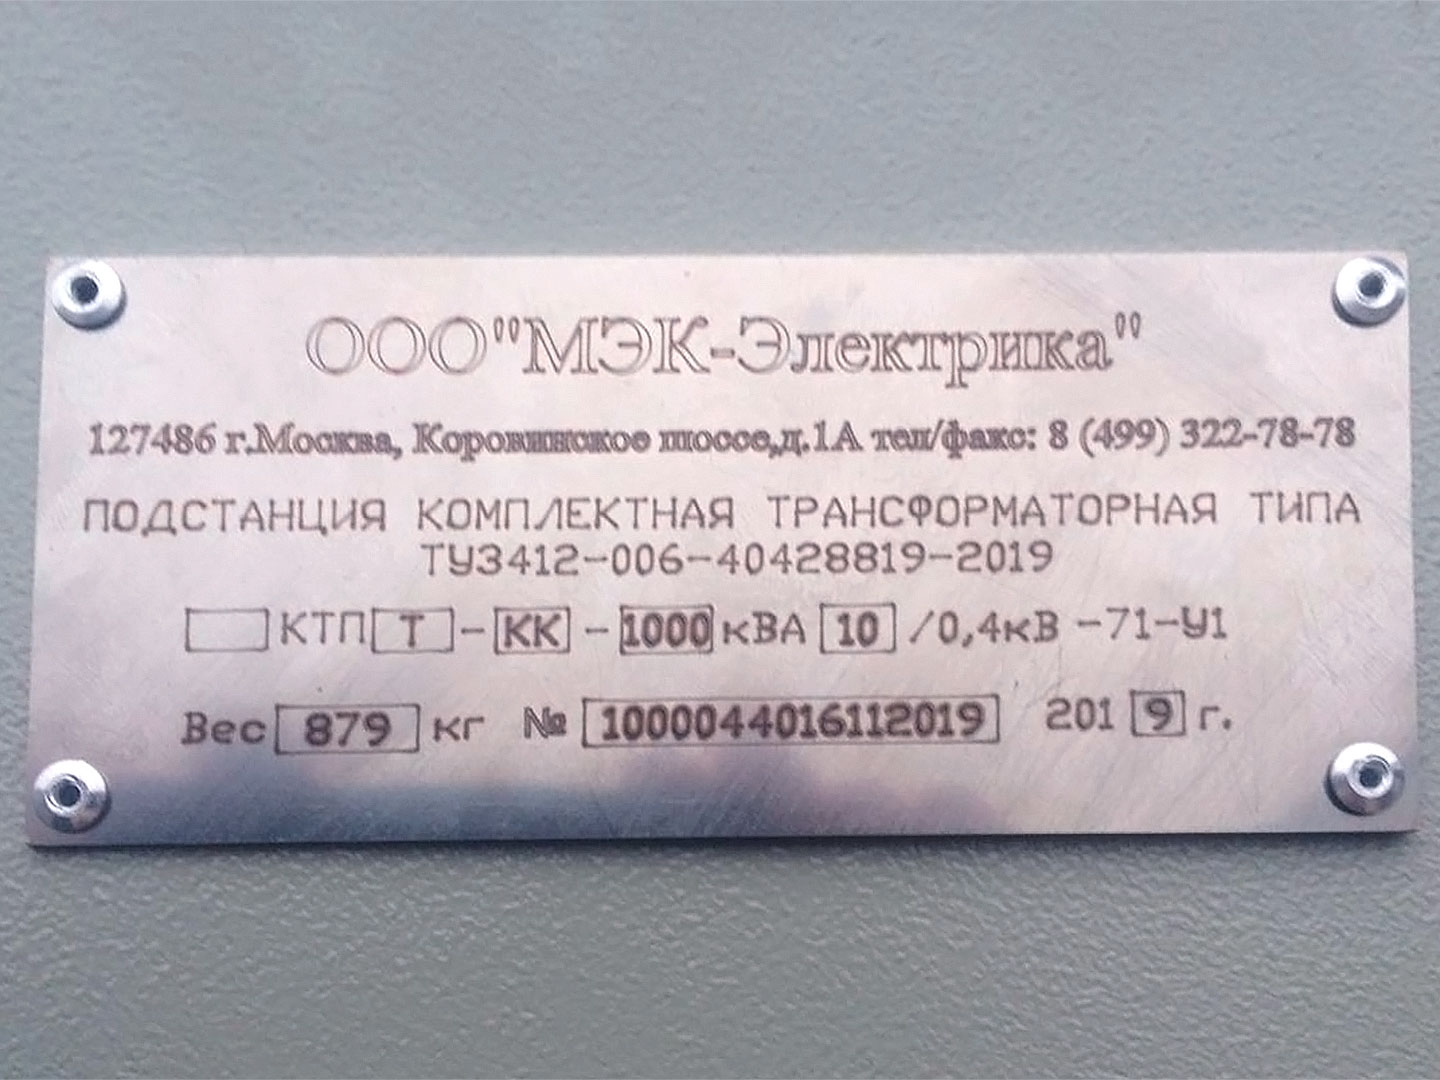 ООО"МЭК-Электрика"
127486 г.Москва, Коровинское шоссе,д.1А тел/факс: 8 (499) 322-78-78
ПОДСТАНЦИЯ КОМПЛЕКТНАЯ ТРАНСФОРМАТОРНАЯ ТИПА
ТУ3412-006-40428819-2019
КТП Т - КК - 1000 кВА 10 /0,4кВ -71-У1
Вес 879 кг № 1000044016112019 201 9 г.